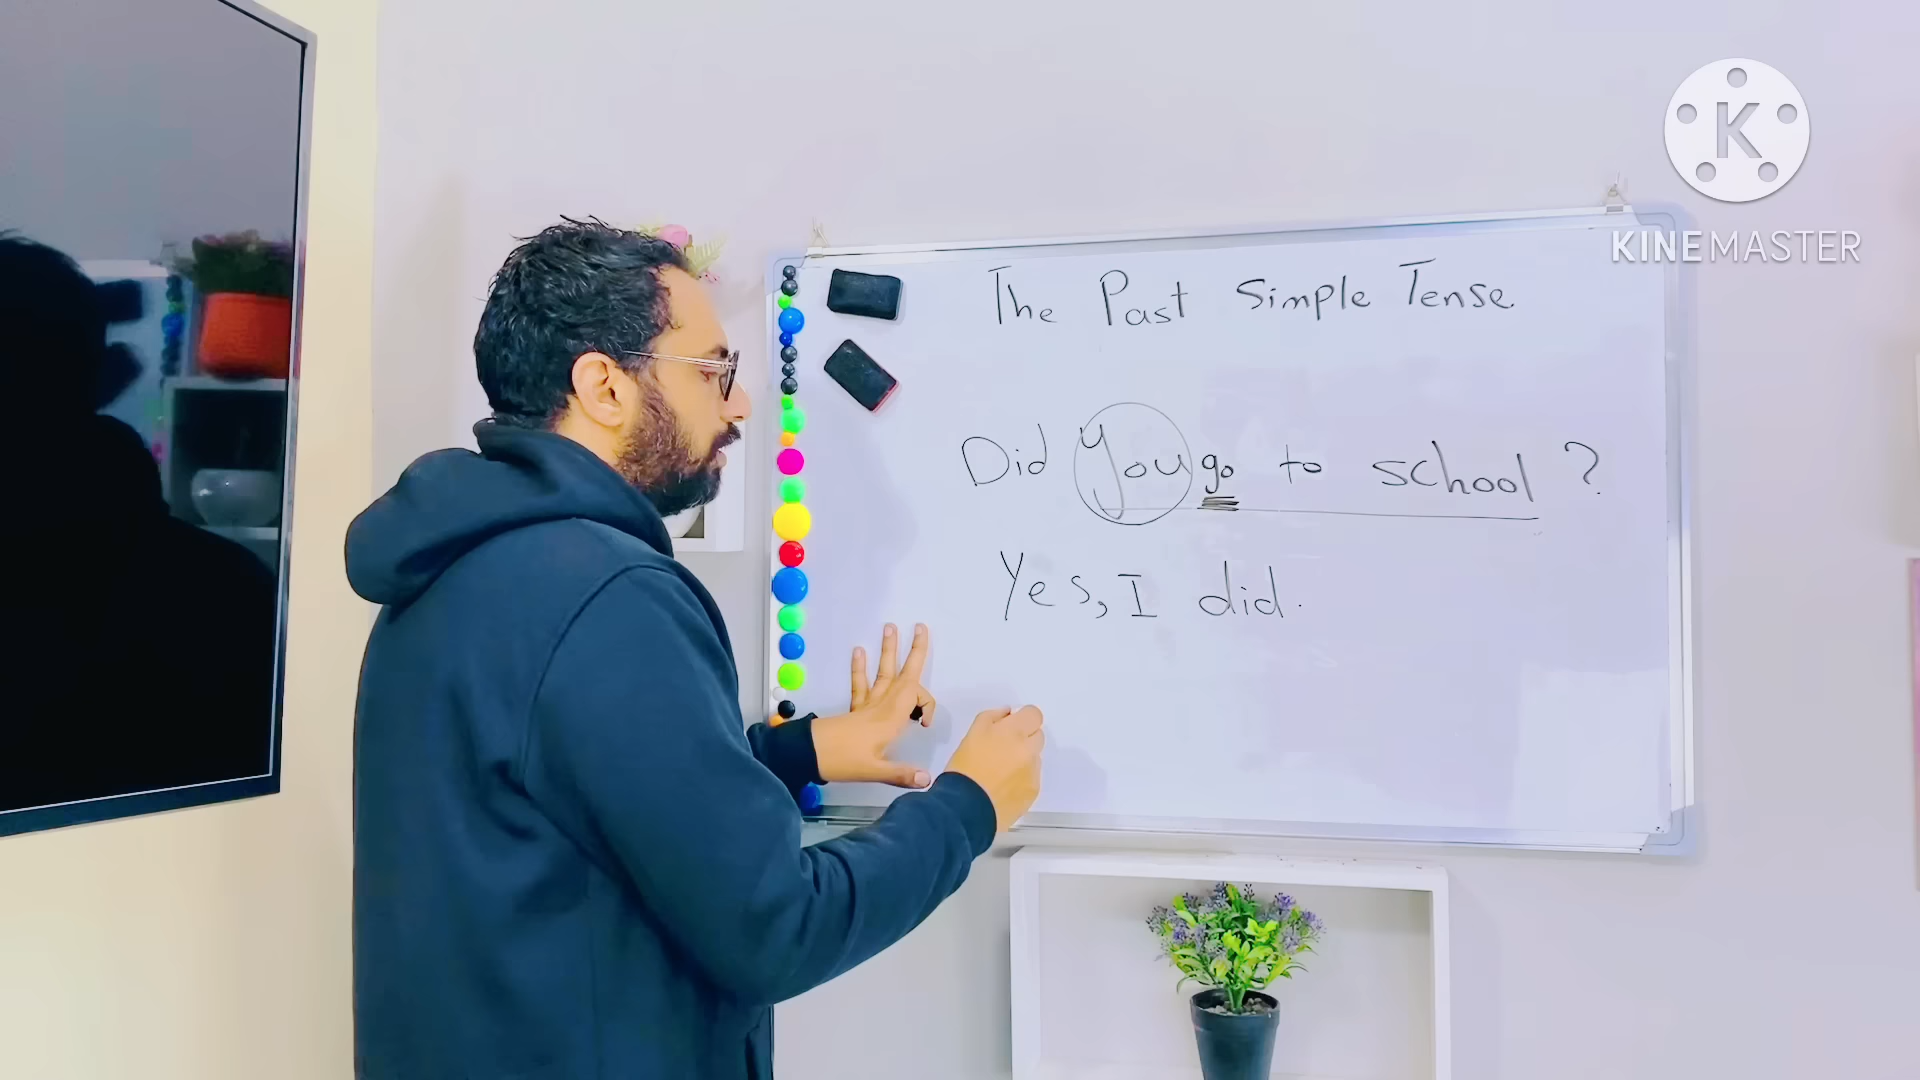 K
KINEMASTER
The Past Simple Tense.
Did You go to school ?
Yes, I did.